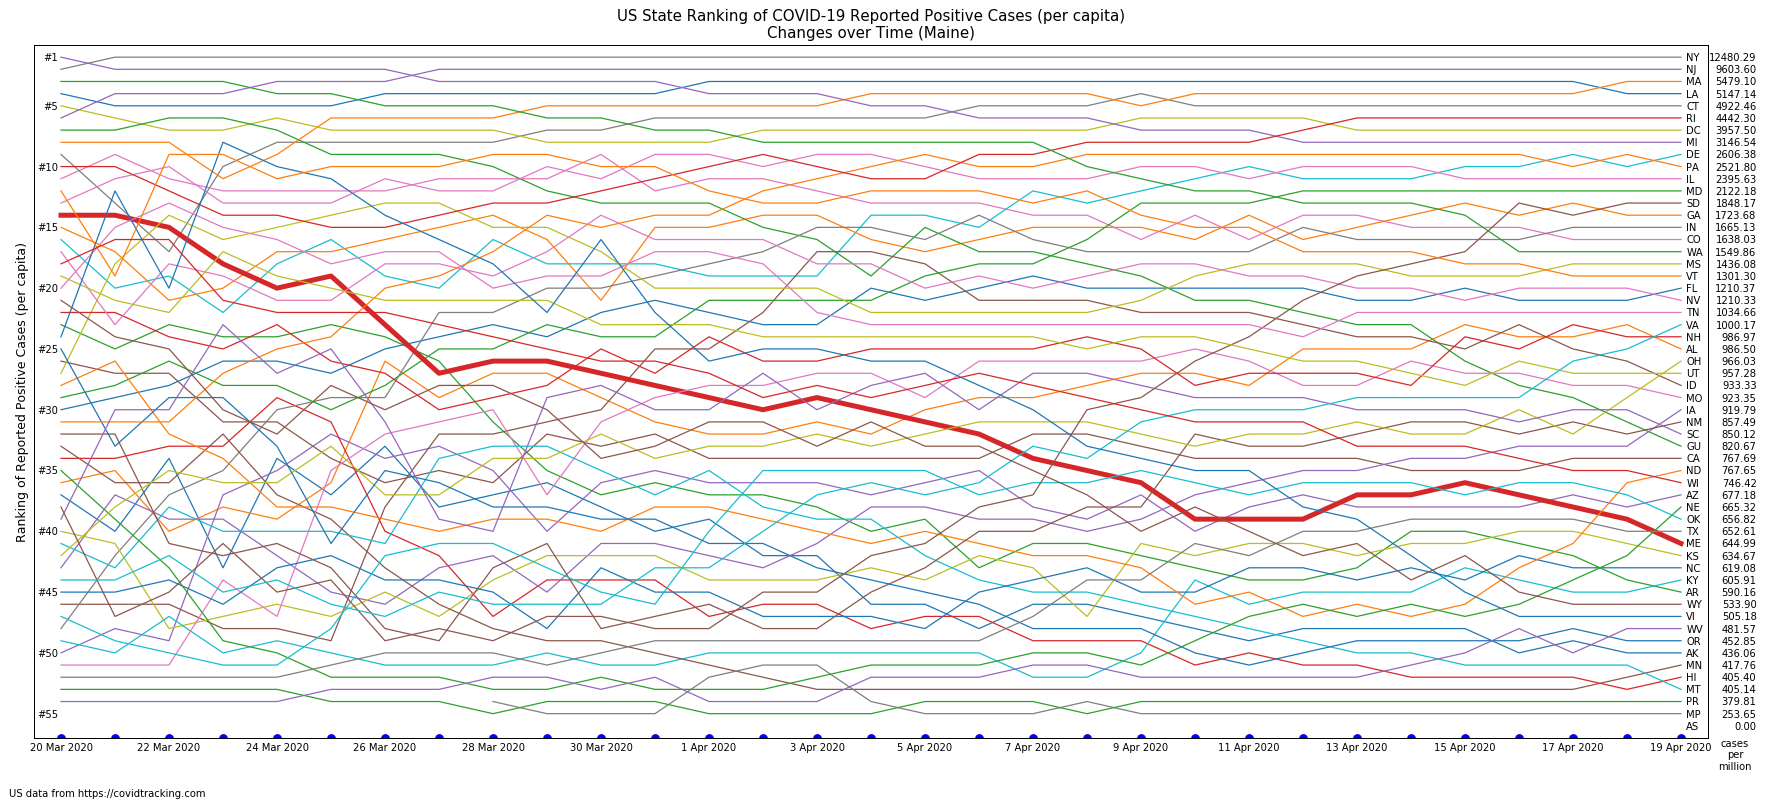 US State Ranking of COVID-19 Reported Positive Cases (per capita)
Changes over Time (Maine)
Ranking of Reported Positive Cases (per capita)
#1
#5
#10
#15
#20
#25
#30
#35
#40
#45
#50
#55
NY 12480.29
NJ 9603.60
MA 5479.10
LA 5147.14
CT 4922.46
RI 4442.30
DC 3957.50
MI 3146.54
DE 2606.38
PA 2521.80
IL 2395.63
MD 2122.18
SD 1848.17
GA 1723.68
IN 1665.13
CO 1638.03
WA 1549.86
MS 1436.08
VT 1301.30
FL 1210.37
NV 1210.33
TN 1034.66
VA 1000.17
NH 986.97
AL 986.50
OH 966.03
UT 957.28
ID 933.33
MO 923.35
IA 919.79
NM 857.49
SC 850.12
GU 820.67
CA 767.69
ND 767.65
WI 746.42
AZ 677.18
NE 665.32
OK 656.82
TX 652.61
ME 644.99
KS 634.67
NC 619.08
KY 605.91
AR 590.16
WY 533.90
VI 505.18
WV 481.57
OR 452.85
AK 436.06
MN 417.76
HI 405.40
MT 405.14
PR 379.81
MP 253.65
AS 0.00
20 Mar 2020 22 Mar 2020 24 Mar 2020 26 Mar 2020 28 Mar 2020 30 Mar 2020 1 Apr 2020 3 Apr 2020 5 Apr 2020 7 Apr 2020 9 Apr 2020 11 Apr 2020 13 Apr 2020 15 Apr 2020 17 Apr 2020 19 Apr 2020
cases
per
million
US data from https://covidtracking.com